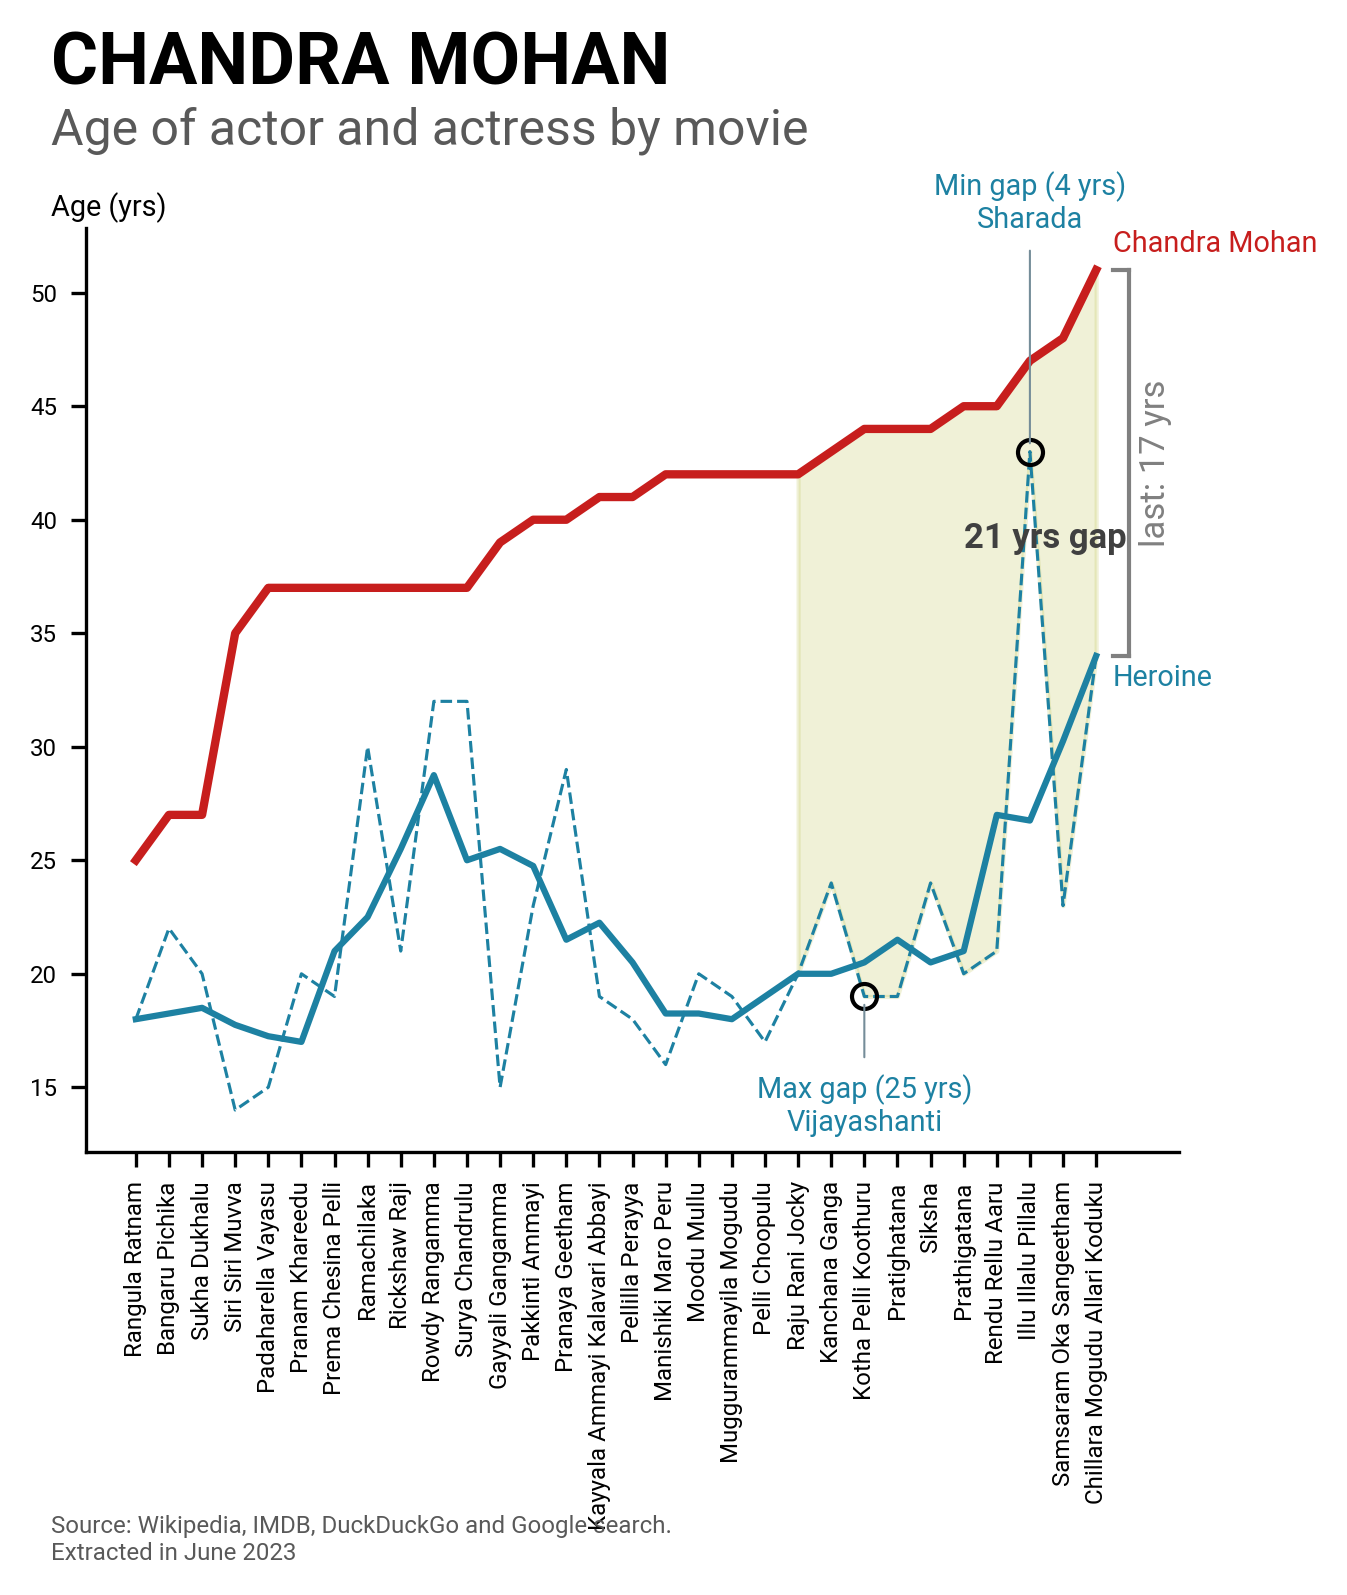 CHANDRA MOHAN
Age of actor and actress by movie
Age (yrs)
Min gap (4 yrs)
Sharada
Chandra Mohan
50
45
40
35
30
25
20
15
21 yrs gap
last: 17 yrs
Heroine
Max gap (25 yrs)
Vijayashanti
Rangula Ratnam
Bangaru Pichika
Sukha Dukhalu
Siri Siri Muvva
Padaharella Vayasu
Pranam Khareedu
Prema Chesina Pelli
Ramachilaka
Rickshaw Raji
Rowdy Rangamma
Surya Chandrulu
Gayyali Gangamma
Pakkinti Ammayi
Pranaya Geetham
Kayyala Ammayi Kalavari Abbayi
Pellilla Perayya
Manishiki Maro Peru
Moodu Mullu
Muggurammayila Mogudu
Pelli Choopulu
Raju Rani Jocky
Kanchana Ganga
Kotha Pelli Koothuru
Pratighatana
Siksha
Prathigatana
Rendu Rellu Aaru
Illu Illalu Pillalu
Samsaram Oka Sangeetham
Chillara Mogudu Allari Koduku
Source: Wikipedia, IMDB, DuckDuckGo and Google search.
Extracted in June 2023